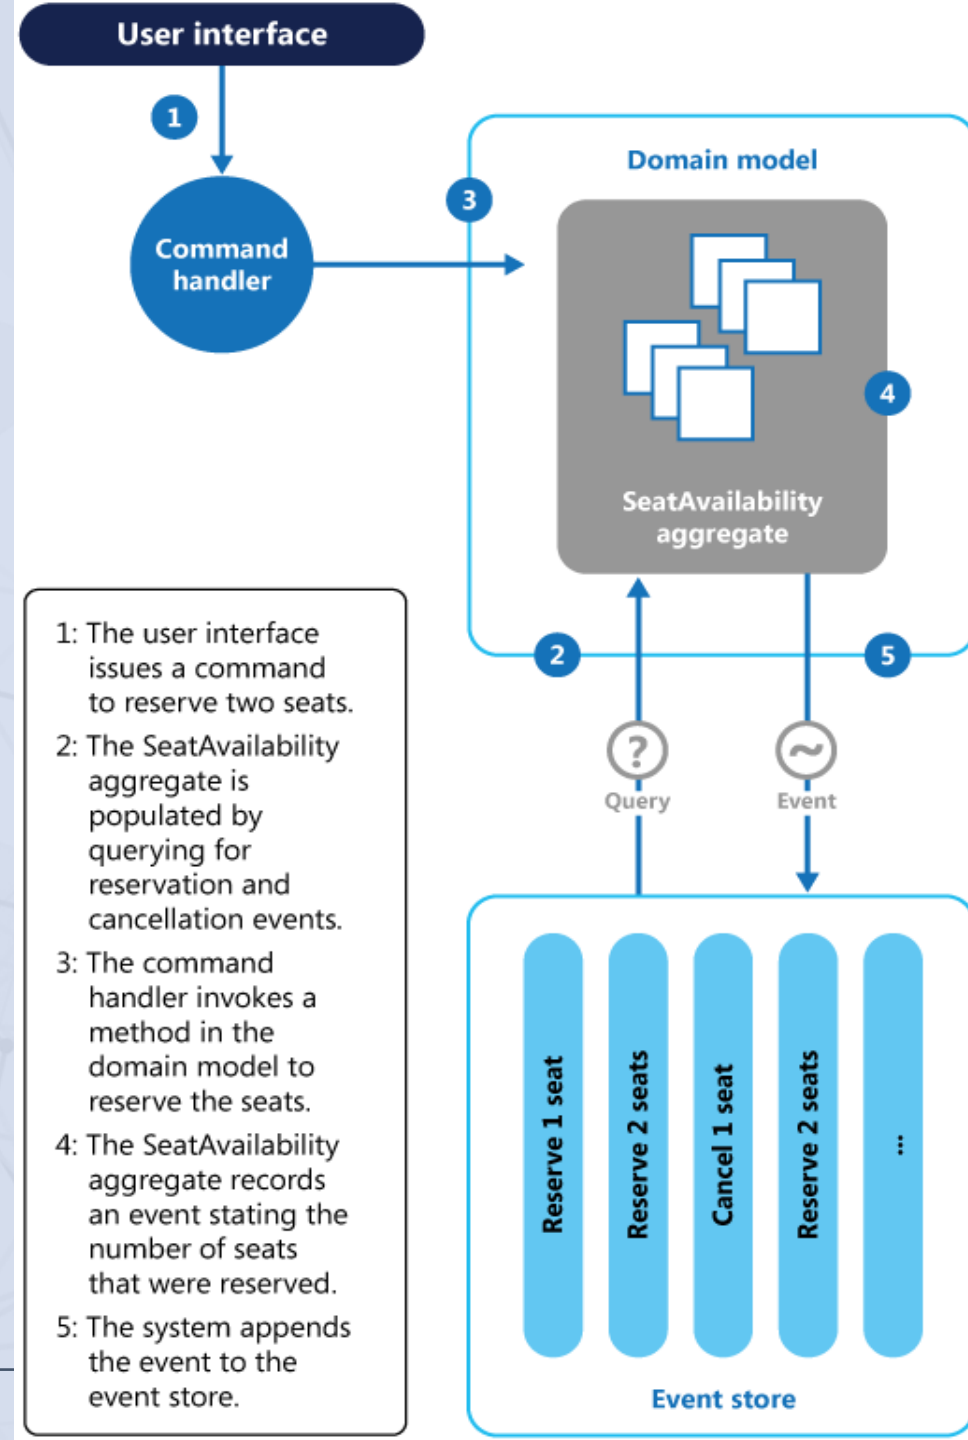 User interface
1
Domain model
3
Command
handler
4
SeatAvailability
aggregate
2
5
?
~
Query
Event
1: The user interface
issues a command
to reserve two seats.
2: The SeatAvailability
aggregate is
populated by
querying for
reservation and
cancellation events.
3: The command
handler invokes a
method in the
domain model to
reserve the seats.
4: The SeatAvailability
aggregate records
an event stating the
number of seats
that were reserved.
5: The system appends
the event to the
event store.
Reserve 1 seat
Reserve 2 seats
Cancel 1 seat
Reserve 2 seats
...
Event store